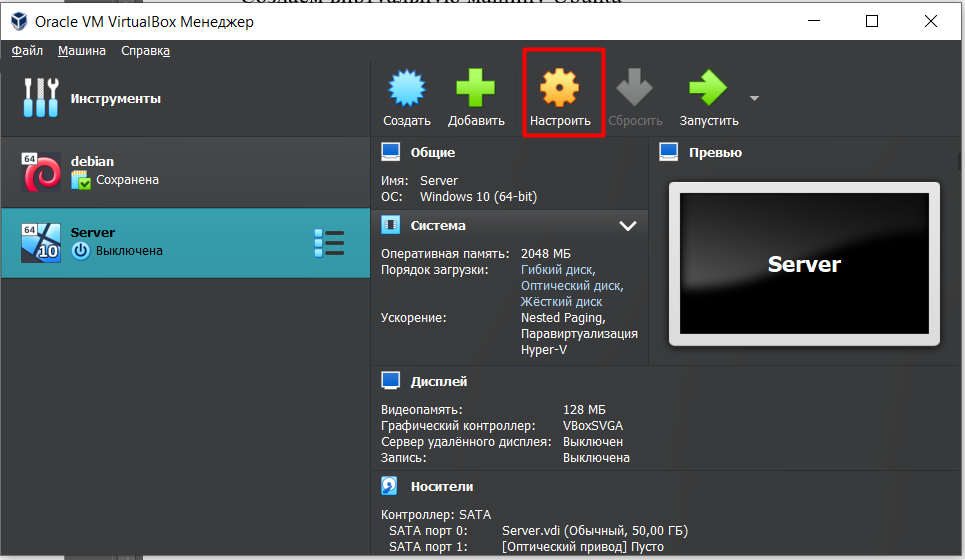 Создаем виртуальную машину Ubuntu
Oracle VM VirtualBox Менеджер
Файл Машина Справка
Инструменты
Создать Добавить Настроить Сбросить Запустить
64
debian
Сохранена
64
10
Server
Выключена
Общие
Имя: Server
ОС: Windows 10 (64-bit)
Система
Оперативная память: 2048 МБ
Порядок загрузки: Гибкий диск,
Оптический диск,
Жёсткий диск
Ускорение: Nested Paging,
Паравиртуализация
Hyper-V
Превью
Server
Дисплей
Видеопамять: 128 МБ
Графический контроллер: VBoxSVGA
Сервер удалённого дисплея: Выключен
Запись: Выключена
Носители
Контроллер: SATA
SATA порт 0: Server.vdi (Обычный, 50,00 ГБ)
SATA порт 1: [Оптический привод] Пусто